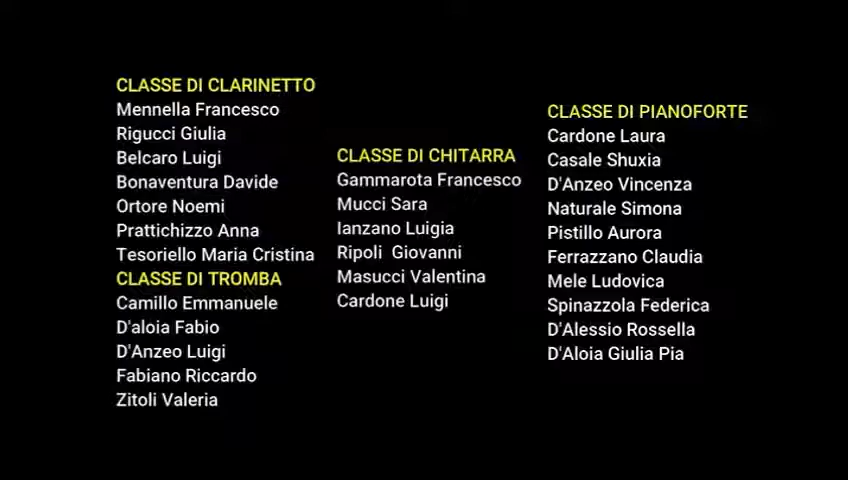 CLASSE DI CLARINETTO
Mennella Francesco
Rigucci Giulia
Belcaro Luigi
Bonaventura Davide
Ortore Noemi
Prattichizzo Anna
Tesoriello Maria Cristina
CLASSE DI TROMBA
Camillo Emmanuele
D'aloia Fabio
D'Anzeo Luigi
Fabiano Riccardo
Zitoli Valeria
CLASSE DI CHITARRA
Gammarota Francesco
Mucci Sara
Ianzano Luigia
Ripoli  Giovanni
Masucci Valentina
Cardone Luigi
CLASSE DI PIANOFORTE
Cardone Laura
Casale Shuxia
D'Anzeo Vincenza
Naturale Simona
Pistillo Aurora
Ferrazzano Claudia
Mele Ludovica
Spinazzola Federica
D'Alessio Rossella
D'Aloia Giulia Pia